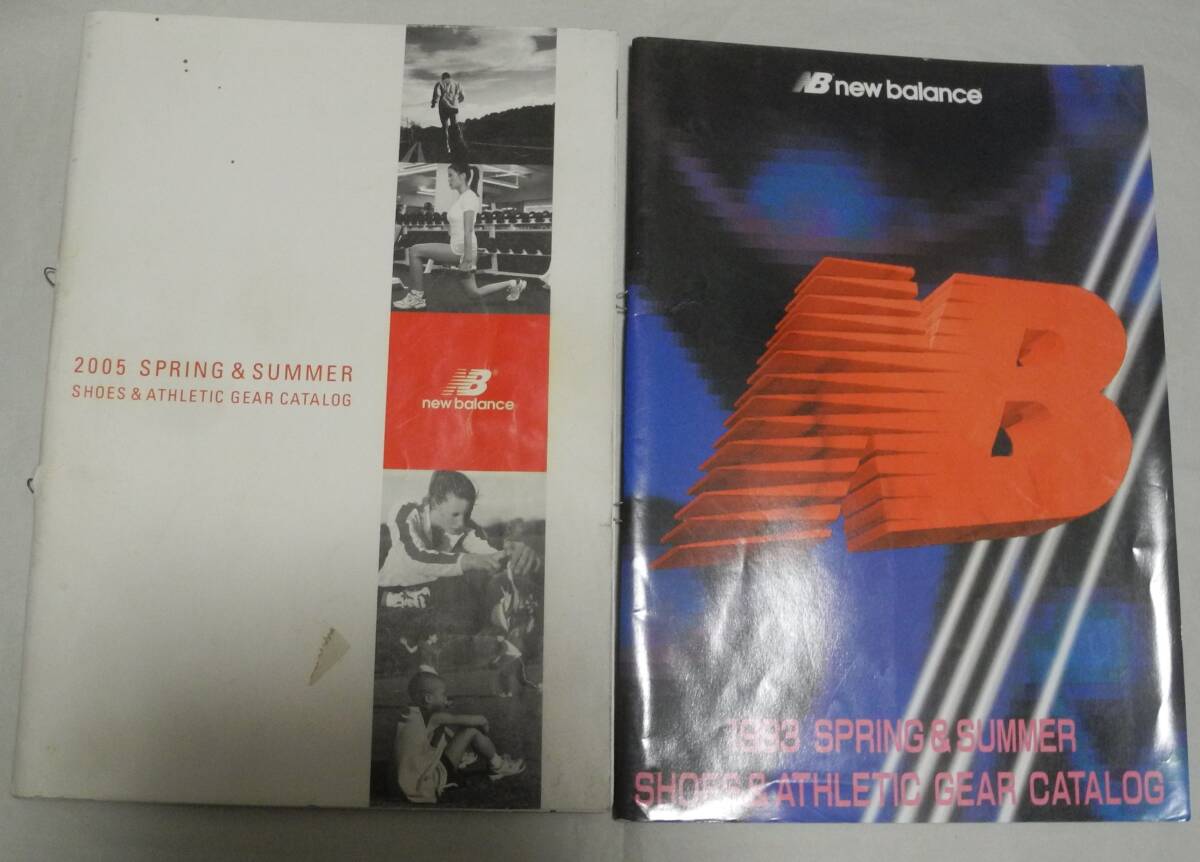 2005 SPRING & SUMMER
SHOES & ATHLETIC GEAR CATALOG
NB
new balance
NB new balance
NB
1993 SPRING & SUMMER
SHOES & ATHLETIC GEAR CATALOG